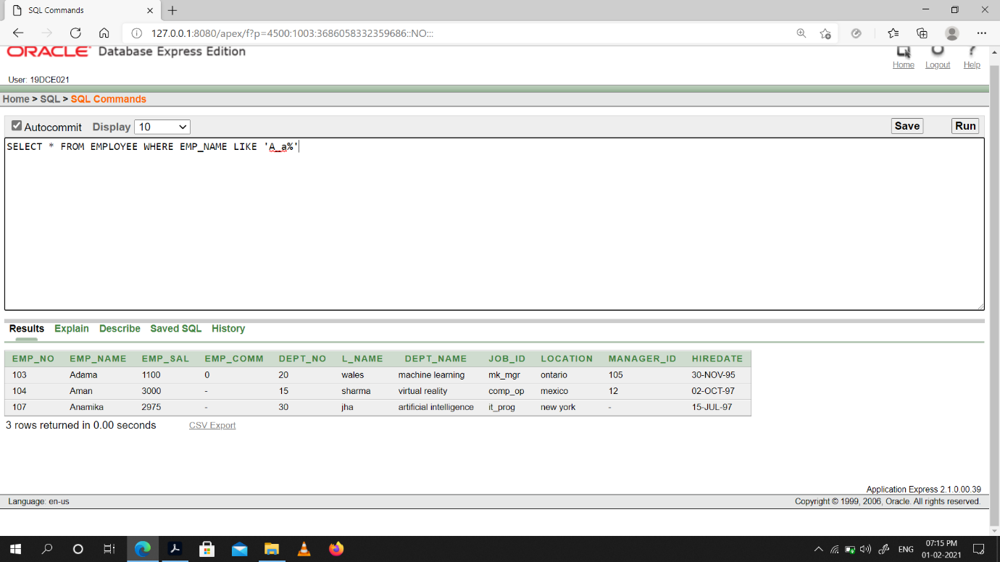 SQL Commands
127.0.0.1:8080/apex/f?p=4500:1003:3686058332359686::NO:::
ORACLE Database Express Edition
Home Logout Help
User: 19DCE021
Home > SQL > SQL Commands
Autocommit Display 10 Save Run
SELECT * FROM EMPLOYEE WHERE EMP_NAME LIKE 'A_a%'
Results Explain Describe Saved SQL History
EMP_NO EMP_NAME EMP_SAL EMP_COMM DEPT_NO L_NAME DEPT_NAME JOB_ID LOCATION MANAGER_ID HIREDATE
103 Adama 1100 0 20 wales machine learning mk_mgr ontario 105 30-NOV-95
104 Aman 3000 - 15 sharma virtual reality comp_op mexico 12 02-OCT-97
107 Anamika 2975 - 30 jha artificial intelligence it_prog new york - 15-JUL-97
3 rows returned in 0.00 seconds CSV Export
Application Express 2.1.0.00.39
Language: en-us Copyright © 1999, 2006, Oracle. All rights reserved.
ENG 07:15 PM
01-02-2021